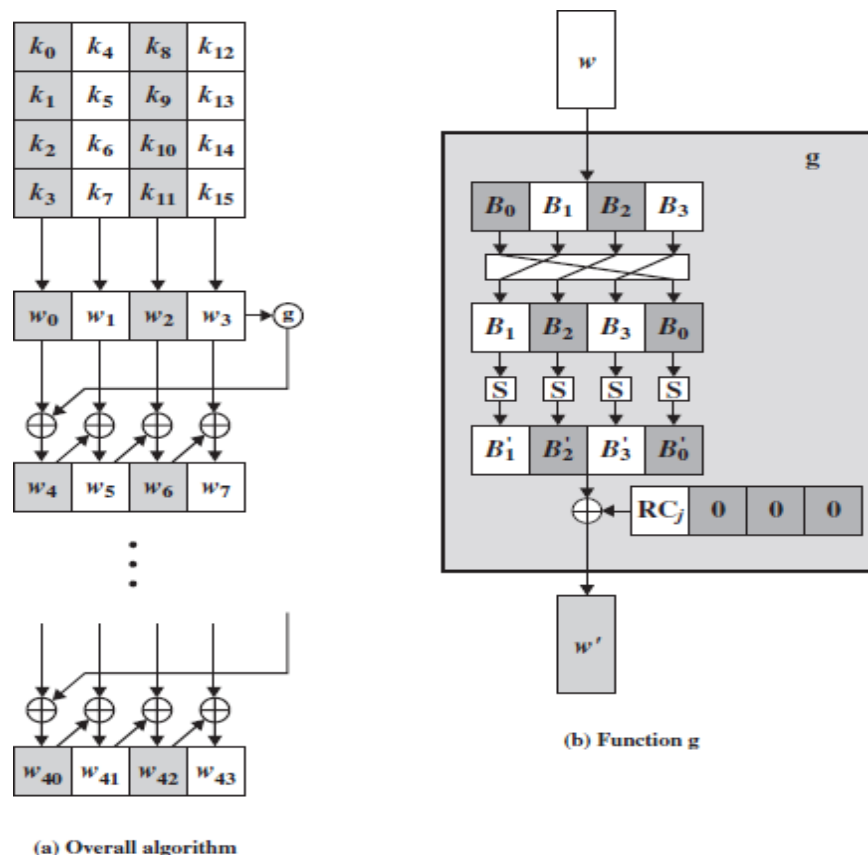 k0 k4 k8 k12
k1 k5 k9 k13
k2 k6 k10 k14
k3 k7 k11 k15
w0 w1 w2 w3 g
w4 w5 w6 w7
w40 w41 w42 w43
(a) Overall algorithm
w
g
B0 B1 B2 B3
B1 B2 B3 B0
S S S S
B'1 B'2 B'3 B'0
RCj 0 0 0
w'
(b) Function g